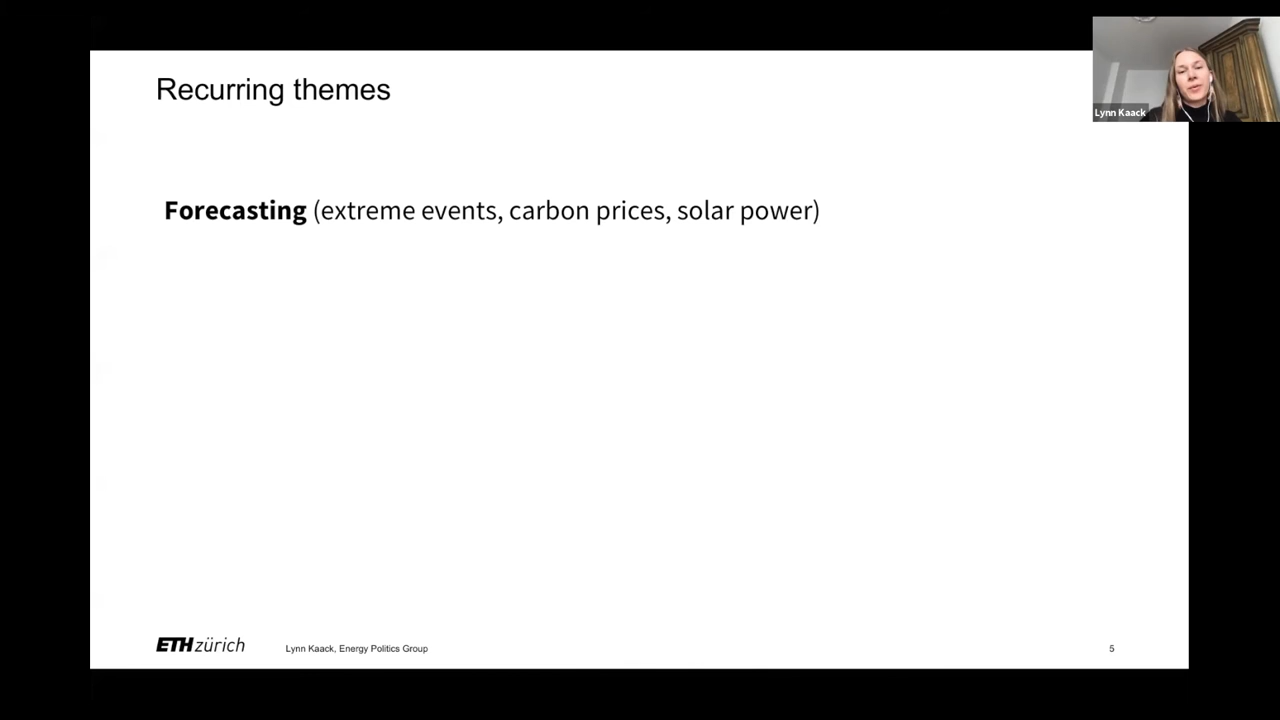 Recurring themes
Lynn Kaack
Forecasting (extreme events, carbon prices, solar power)
ETH zürich
Lynn Kaack, Energy Politics Group
5